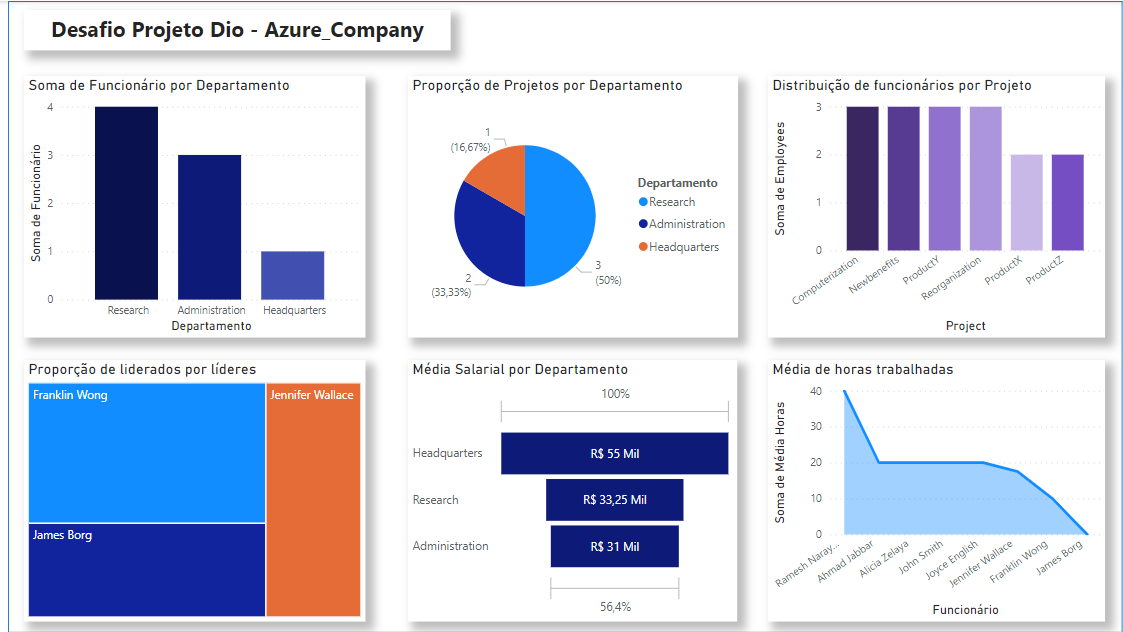 Desafio Projeto Dio - Azure_Company
Soma de Funcionário por Departamento
Soma de Funcionário
4
3
2
1
0
Research
Administration
Headquarters
Departamento
Proporção de Projetos por Departamento
1
(16,67%)
2
(33,33%)
3
(50%)
Departamento
Research
Administration
Headquarters
Distribuição de funcionários por Projeto
Soma de Employees
3
2
1
0
Computerization
Newbenefits
ProductY
Reorganization
ProductX
ProductZ
Project
Proporção de liderados por líderes
Franklin Wong
Jennifer Wallace
James Borg
Média Salarial por Departamento
100%
Headquarters
R$ 55 Mil
Research
R$ 33,25 Mil
Administration
R$ 31 Mil
56,4%
Média de horas trabalhadas
Soma de Média Horas
40
30
20
10
0
Ramesh Naray...
Ahmad Jabbar
Alicia Zelaya
John Smith
Joyce English
Jennifer Wallace
Franklin Wong
James Borg
Funcionário